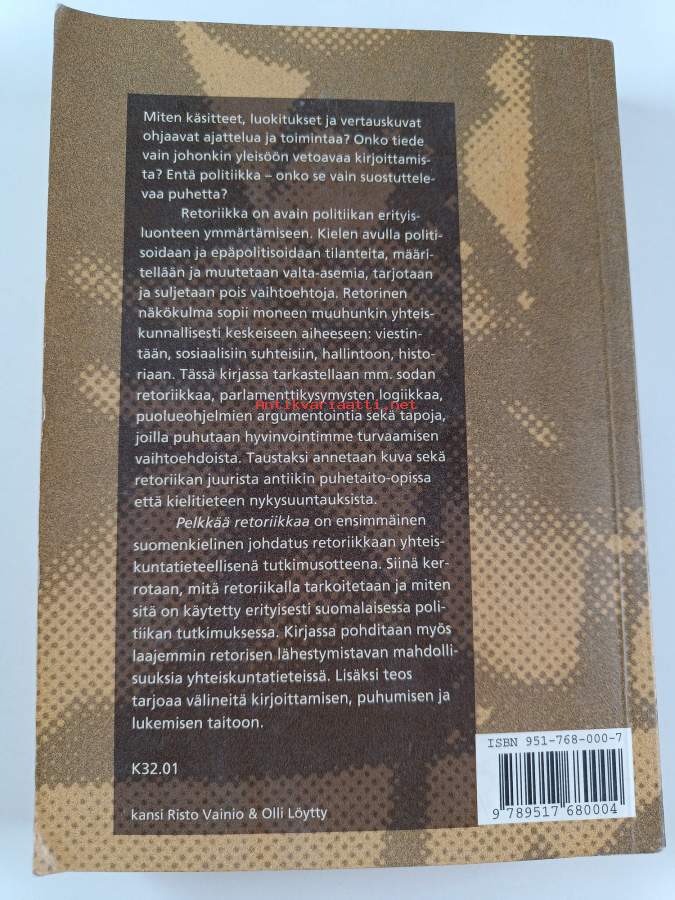 Miten käsitteet, luokitukset ja vertauskuvat
ohjaavat ajattelua ja toimintaa? Onko tiede
vain johonkin yleisöön vetoavaa kirjoittamis-
ta? Entä politiikka – onko se vain suostuttele-
vaa puhetta?
Retoriikka on avain politiikan erityis-
luonteen ymmärtämiseen. Kielen avulla politi-
soidaan ja epäpolitisoidaan tilanteita, määri-
tellään ja muutetaan valta-asemia, tarjotaan
ja suljetaan pois vaihtoehtoja. Retorinen
näkökulma sopii moneen muuhunkin yhteis-
kunnallisesti keskeiseen aiheeseen: viestin-
tään, sosiaalisiin suhteisiin, hallintoon, histo-
riaan. Tässä kirjassa tarkastellaan mm. sodan
retoriikkaa, parlamenttikysymysten logiikkaa,
Antikvariaatti.net
puolueohjelmien argumentointia sekä tapoja,
joilla puhutaan hyvinvointimme turvaamisen
vaihtoehdoista. Taustaksi annetaan kuva sekä
retoriikan juurista antiikin puhetaito-opissa
että kielitieteen nykysuuntauksista.
Pelkkää retoriikkaa on ensimmäinen
suomenkielinen johdatus retoriikkaan yhteis-
kuntatieteellisenä tutkimusotteena. Siinä ker-
rotaan, mitä retoriikalla tarkoitetaan ja miten
sitä on käytetty erityisesti suomalaisessa poli-
tiikan tutkimuksessa. Kirjassa pohditaan myös
laajemmin retorisen lähestymistavan mahdolli-
suuksia yhteiskuntatieteissä. Lisäksi teos
tarjoaa välineitä kirjoittamisen, puhumisen ja
lukemisen taitoon.
K32.01
kansi Risto Vainio & Olli Löytty
ISBN 951-768-000-7
9 789517 680004